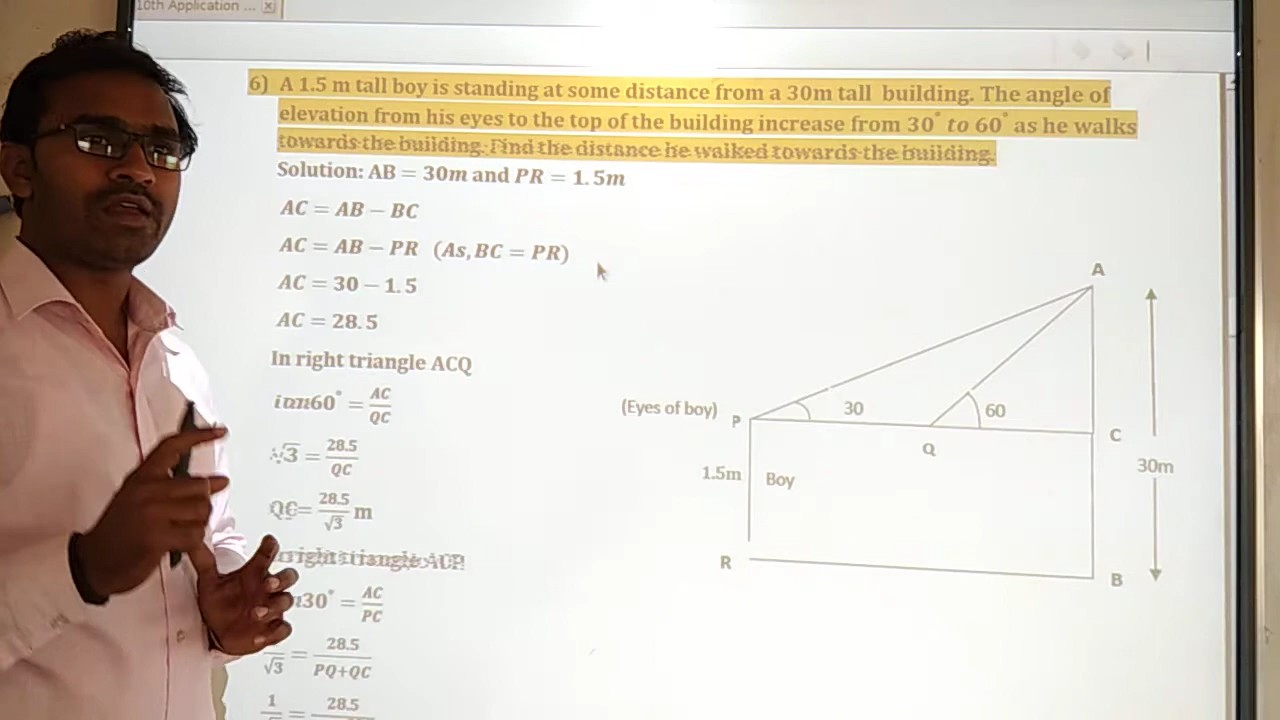 10th Application ...
6) A 1.5 m tall boy is standing at some distance from a 30m tall building. The angle of
elevation from his eyes to the top of the building increase from 30° to 60° as he walks
towards the building. Find the distance he walked towards the building.
Solution: AB = 30m and PR = 1.5m
AC = AB − BC
AC = AB − PR (As, BC = PR)
AC = 30 − 1.5
AC = 28.5
In right triangle ACQ
tan60° = AC/QC
√3 = 28.5/QC
QC= 28.5/√3 m
right triangle ACP
30° = AC/PC
√3 = 28.5/PQ+QC
1 = 28.5
A
(Eyes of boy) P
30
60
Q
C
1.5m
Boy
30m
R
B